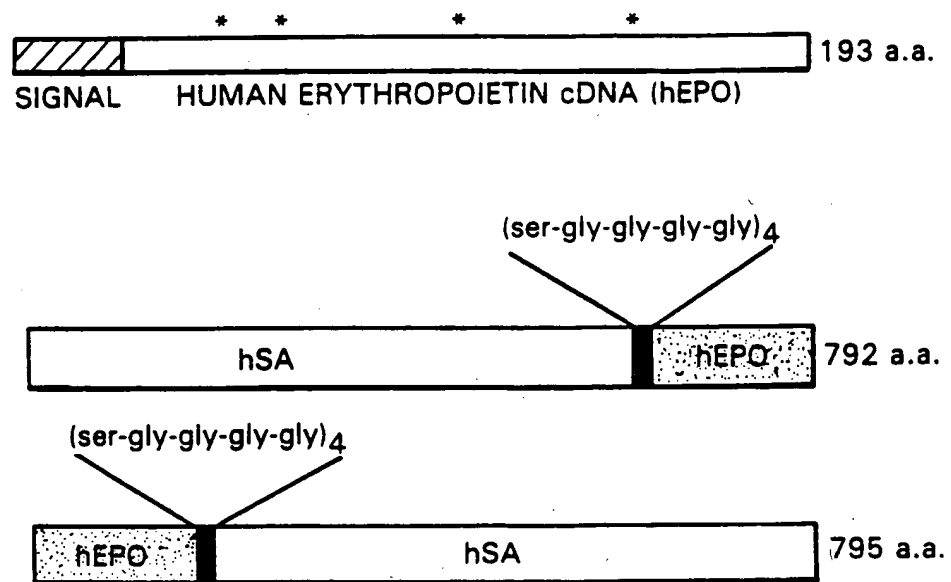 * * * *
193 a.a.
SIGNAL HUMAN ERYTHROPOIETIN cDNA (hEPO)
(ser-gly-gly-gly-gly)4
hSA hEPO 792 a.a.
(ser-gly-gly-gly-gly)4
hEPO hSA 795 a.a.